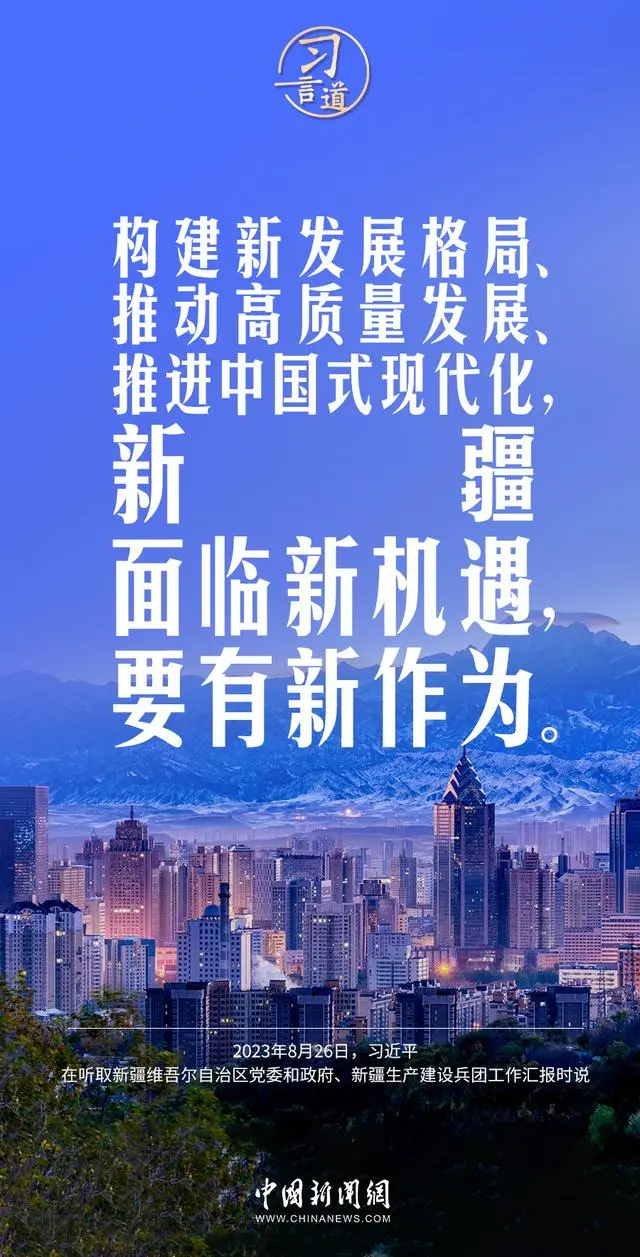 习言道
构建新发展格局、
推动高质量发展、
推进中国式现代化，
新疆
面临新机遇，
要有新作为。
2023年8月26日，习近平
在听取新疆维吾尔自治区党委和政府、新疆生产建设兵团工作汇报时说
中國新聞網
WWW.CHINANEWS.COM